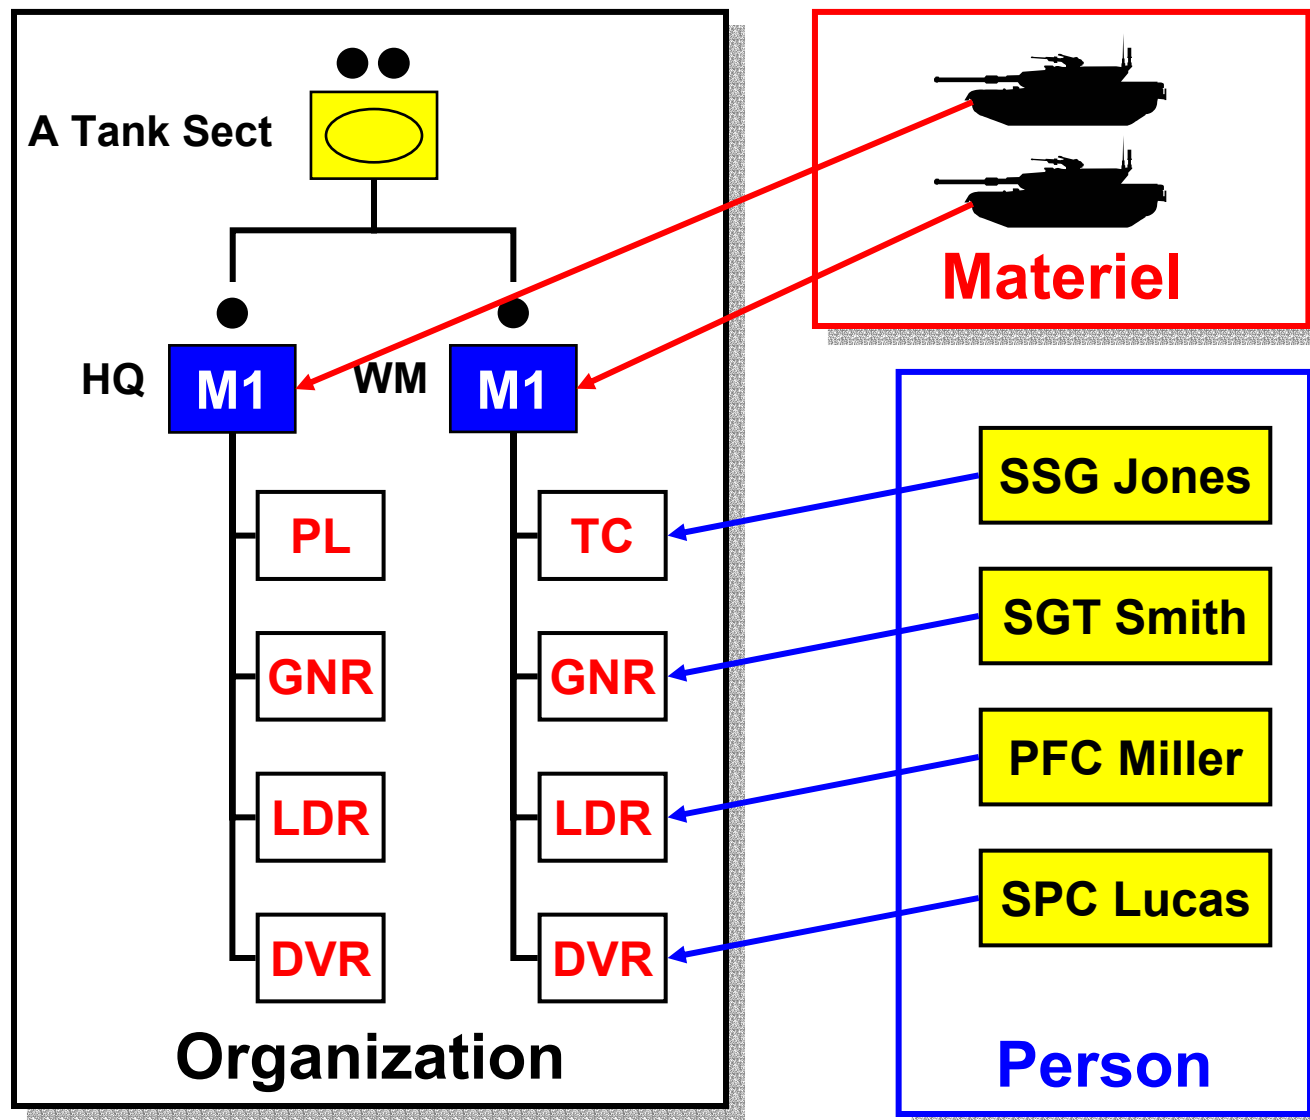 A Tank Sect
HQ
M1
WM
M1
PL
TC
GNR
GNR
LDR
LDR
DVR
DVR
Organization
Materiel
SSG Jones
SGT Smith
PFC Miller
SPC Lucas
Person